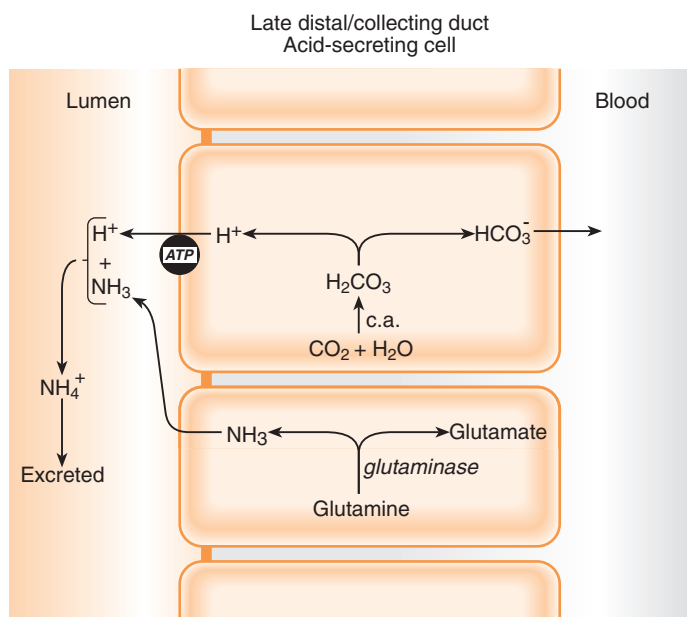 Late distal/collecting duct
Acid-secreting cell
Lumen
Blood
H⁺
H⁺
HCO₃⁻
ATP
+
NH₃
H₂CO₃
c.a.
CO₂ + H₂O
NH₄⁺
NH₃
Glutamate
glutaminase
Excreted
Glutamine